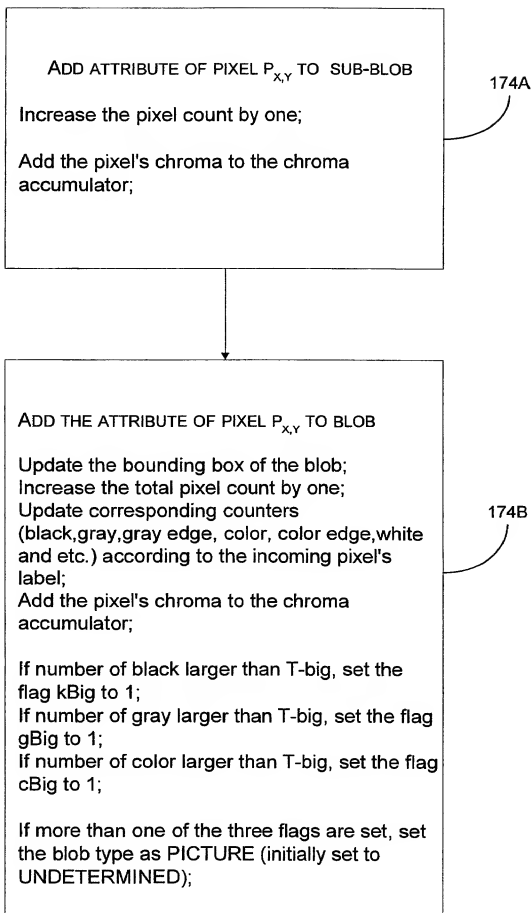 ADD ATTRIBUTE OF PIXEL PX,Y TO SUB-BLOB
174A
Increase the pixel count by one;
Add the pixel's chroma to the chroma
accumulator;
ADD THE ATTRIBUTE OF PIXEL PX,Y TO BLOB
Update the bounding box of the blob;
Increase the total pixel count by one;
Update corresponding counters
174B
(black,gray,gray edge, color, color edge,white
and etc.) according to the incoming pixel's
label;
Add the pixel's chroma to the chroma
accumulator;
If number of black larger than T-big, set the
flag kBig to 1;
If number of gray larger than T-big, set the flag
gBig to 1;
If number of color larger than T-big, set the flag
cBig to 1;
If more than one of the three flags are set, set
the blob type as PICTURE (initially set to
UNDETERMINED);